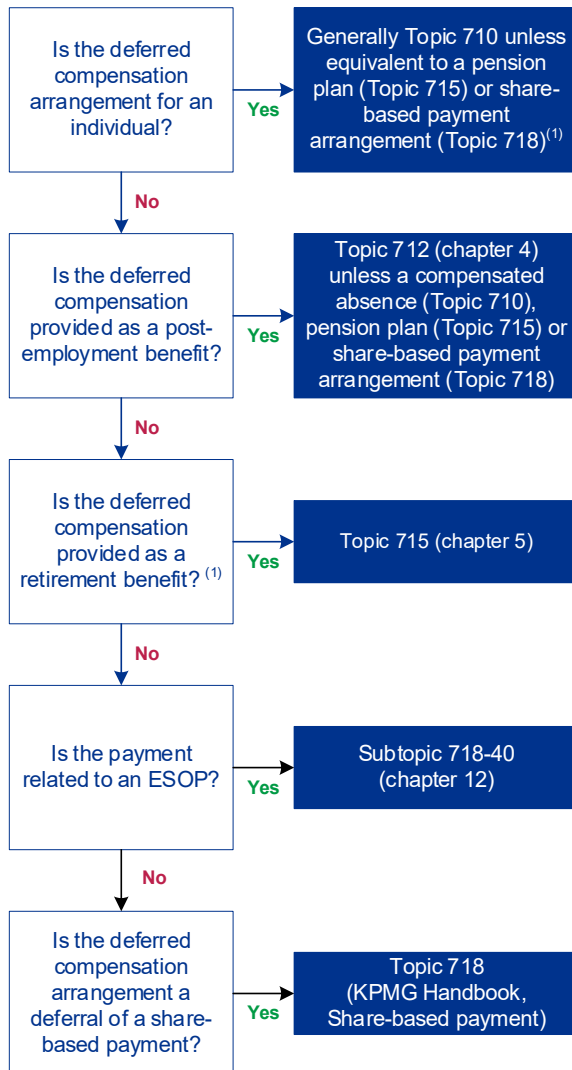 Is the deferred
compensation
arrangement for an
individual?
Yes
Generally Topic 710 unless
equivalent to a pension
plan (Topic 715) or share-
based payment
arrangement (Topic 718)(1)
No
Is the deferred
compensation
provided as a post-
employment benefit?
Yes
Topic 712 (chapter 4)
unless a compensated
absence (Topic 710),
pension plan (Topic 715) or
share-based payment
arrangement (Topic 718)
No
Is the deferred
compensation
provided as a
retirement benefit? (1)
Yes
Topic 715 (chapter 5)
No
Is the payment
related to an ESOP?
Yes
Subtopic 718-40
(chapter 12)
No
Is the deferred
compensation
arrangement a
deferral of a share-
based payment?
Yes
Topic 718
(KPMG Handbook,
Share-based payment)